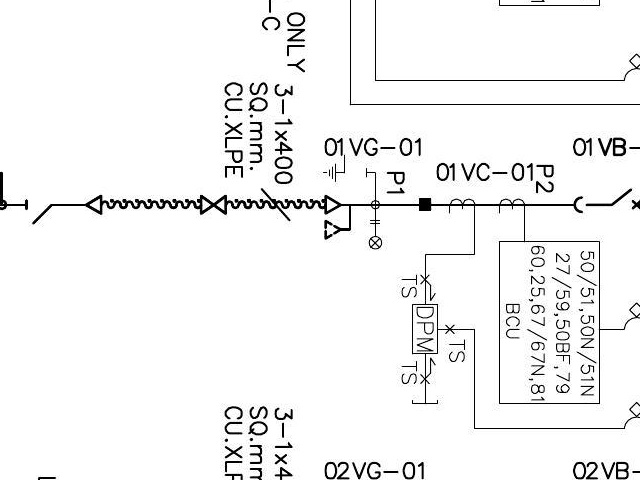 ONLY
-C
3-1x400
SQ.mm.
CU.XLPE
01VG-01
P1
01VC-01
P2
01VB-
50/51,50N/51N
27/59,50BF,79
60,25,67/67N,81
BCU
TS
DPM
TS
TS
3-1x4
SQ.mm
CU.XLP
02VG-01
02VB-